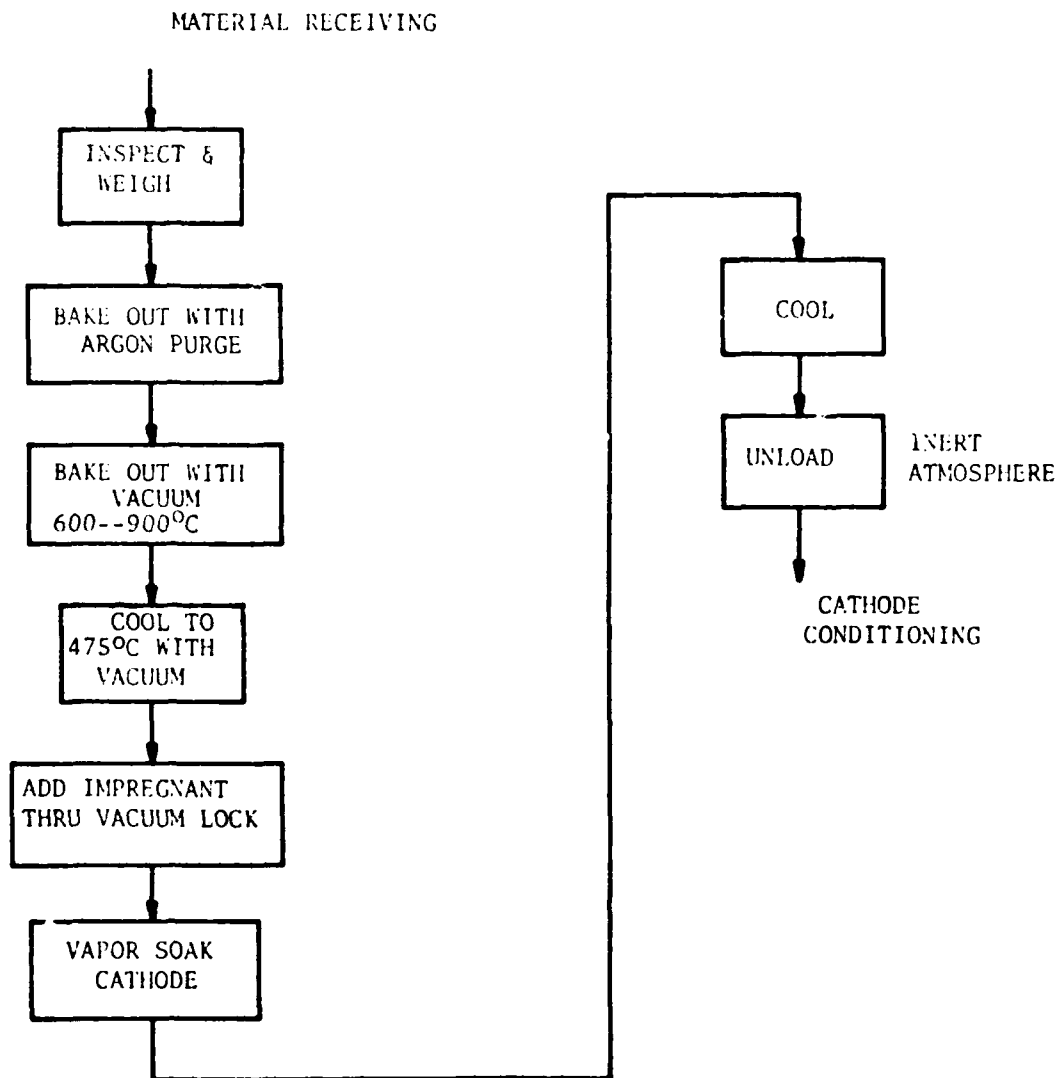 MATERIAL RECEIVING
INSPECT &
WEIGH
BAKE OUT WITH
ARGON PURGE
BAKE OUT WITH
VACUUM
600--900°C
COOL TO
475°C WITH
VACUUM
ADD IMPREGNANT
THRU VACUUM LOCK
VAPOR SOAK
CATHODE
COOL
UNLOAD
INERT
ATMOSPHERE
CATHODE
CONDITIONING